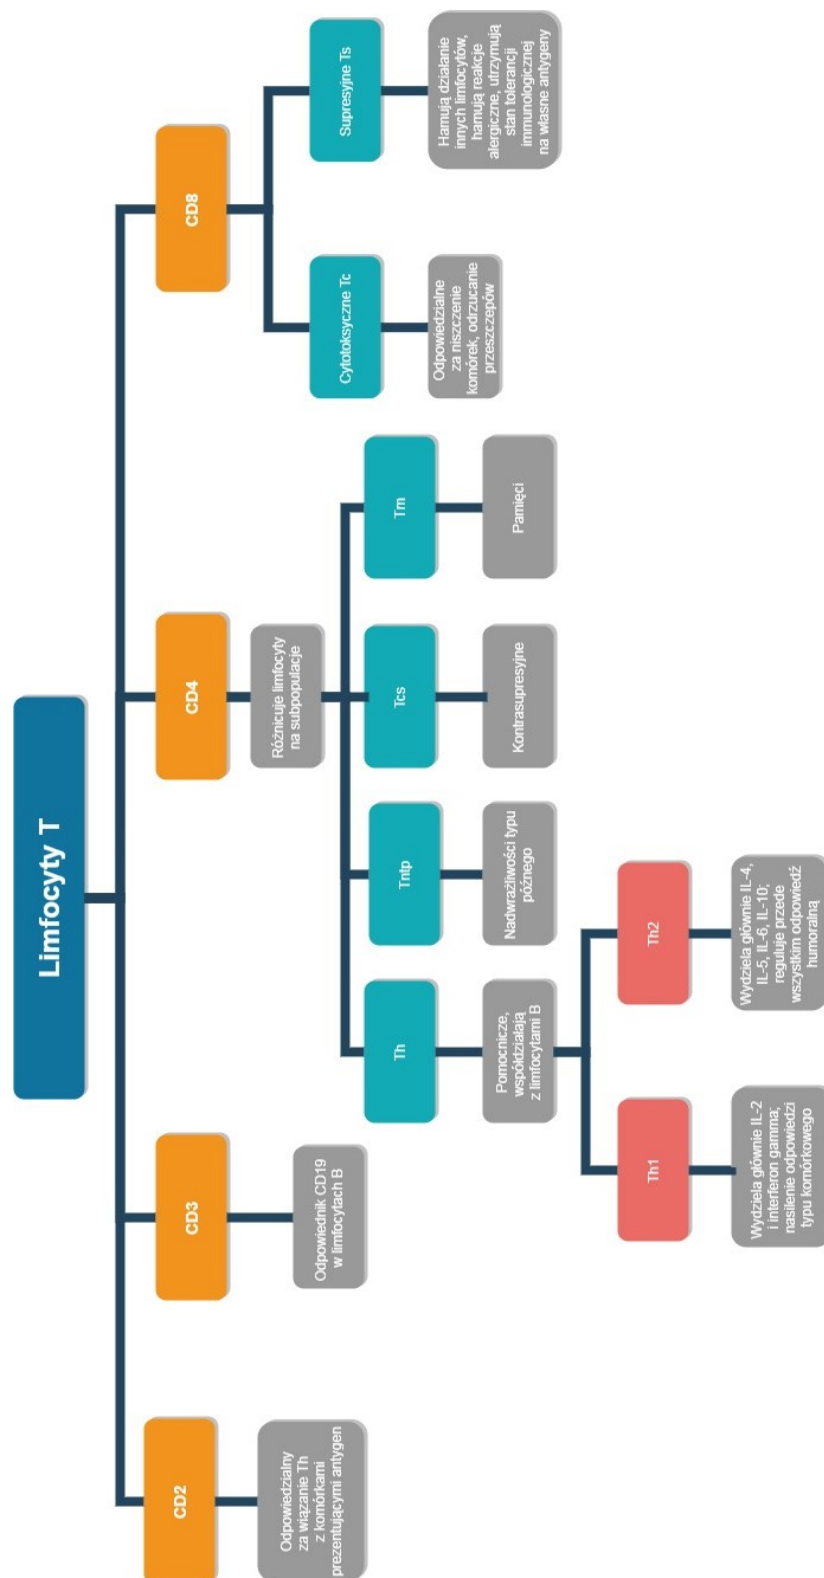 Limfocyty T
CD2
Odpowiedzialny
za wiązanie Th
z komórkami
prezentującymi antygen
CD3
Odpowiednik CD19
w limfocytach B
CD4
Różnicuje limfocyty
na subpopulacje
Th
Pomocnicze,
współdziałają
z limfocytami B
Th1
Wydziela głównie IL-2
i interferon gamma;
nasilenie odpowiedzi
typu komórkowego
Th2
Wydziela głównie IL-4,
IL-5, IL-6, IL-10;
reguluje przede
wszystkim odpowiedź
humoralną
Tntp
Nadwrażliwości typu
późnego
Tcs
Kontrasupresyjne
Tm
Pamięci
CD8
Cytotoksyczne Tc
Odpowiedzialne
za niszczenie
komórek, odrzucanie
przeszczepów
Supresyjne Ts
Hamują działanie
innych limfocytów,
hamują reakcje
alergiczne, utrzymują
stan tolerancji
immunologicznej
na własne antygeny